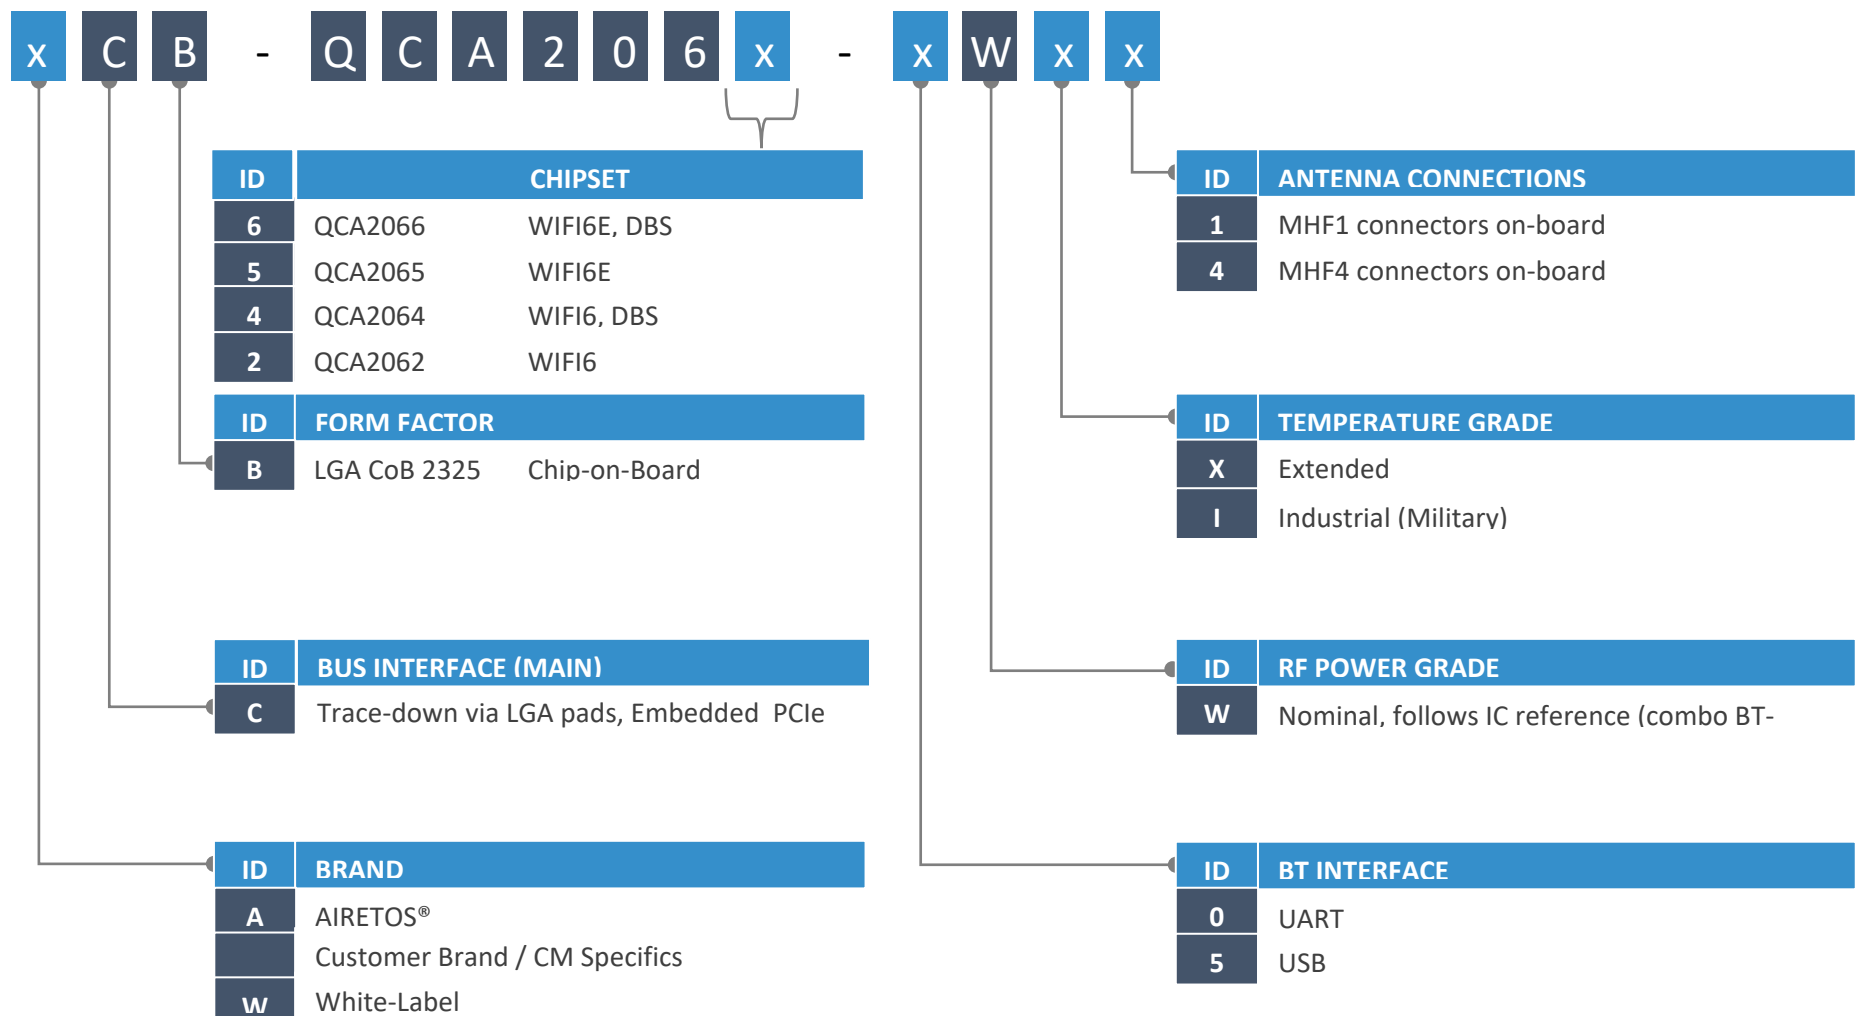 x C B - Q C A 2 0 6 x - x W x x
ID CHIPSET
6 QCA2066 WIFI6E, DBS
5 QCA2065 WIFI6E
4 QCA2064 WIFI6, DBS
2 QCA2062 WIFI6
ID FORM FACTOR
B LGA CoB 2325 Chip-on-Board
ID BUS INTERFACE (MAIN)
C Trace-down via LGA pads, Embedded PCIe
ID BRAND
A AIRETOS®
Customer Brand / CM Specifics
W White-Label
ID ANTENNA CONNECTIONS
1 MHF1 connectors on-board
4 MHF4 connectors on-board
ID TEMPERATURE GRADE
X Extended
I Industrial (Military)
ID RF POWER GRADE
W Nominal, follows IC reference (combo BT-
ID BT INTERFACE
0 UART
5 USB